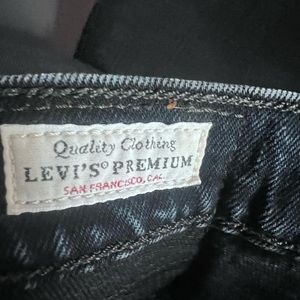 Quality Clothing
LEVI'S® PREMIUM
SAN FRANCISCO, CAL.